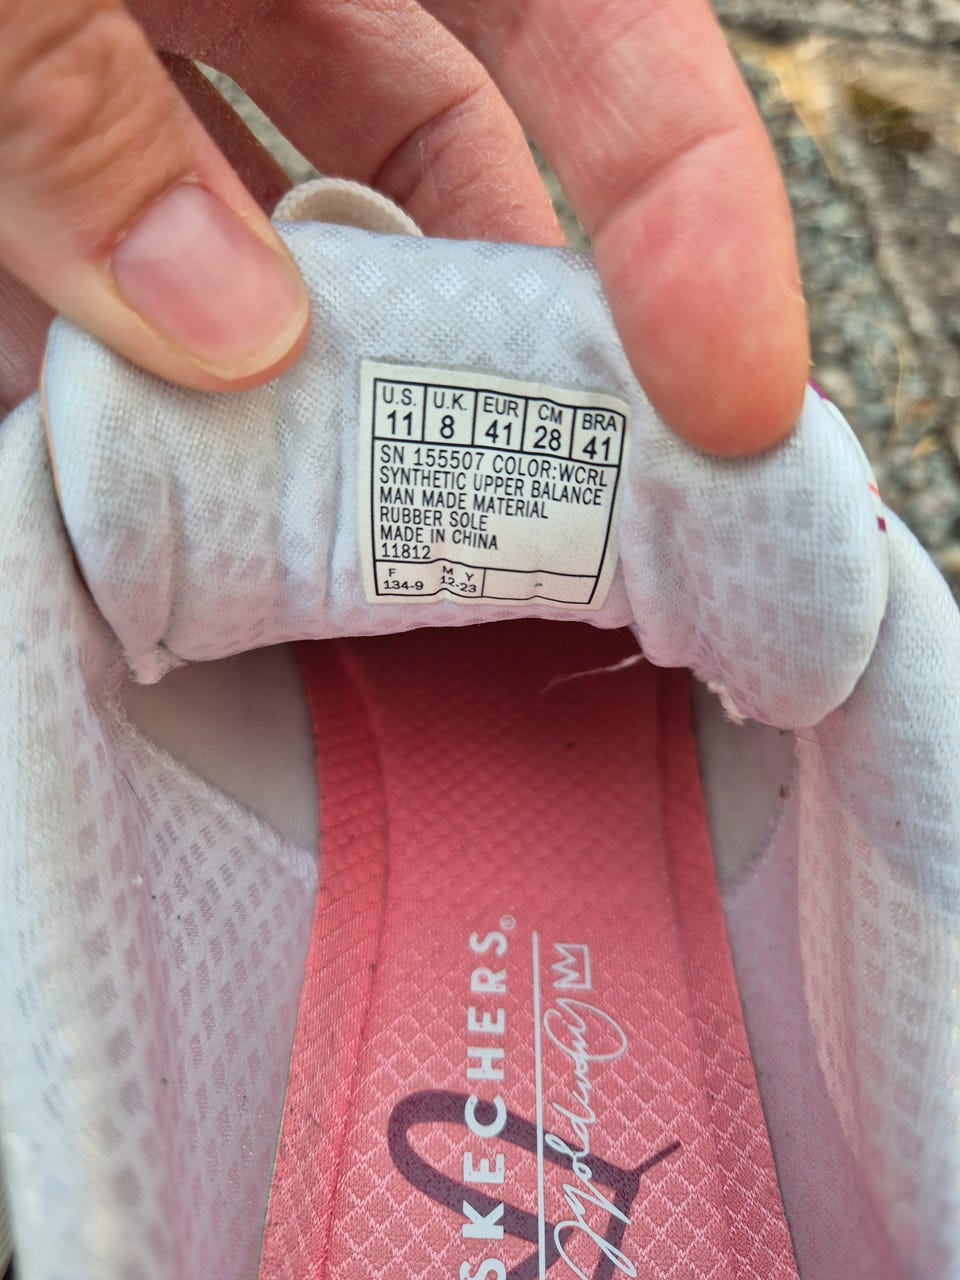 U.S. U.K. EUR CM BRA
11 8 41 28 41
SN 155507 COLOR:WCRL
SYNTHETIC UPPER BALANCE
MAN MADE MATERIAL
RUBBER SOLE
MADE IN CHINA
11812
F M Y
134-9 12-23
SKECHERS®